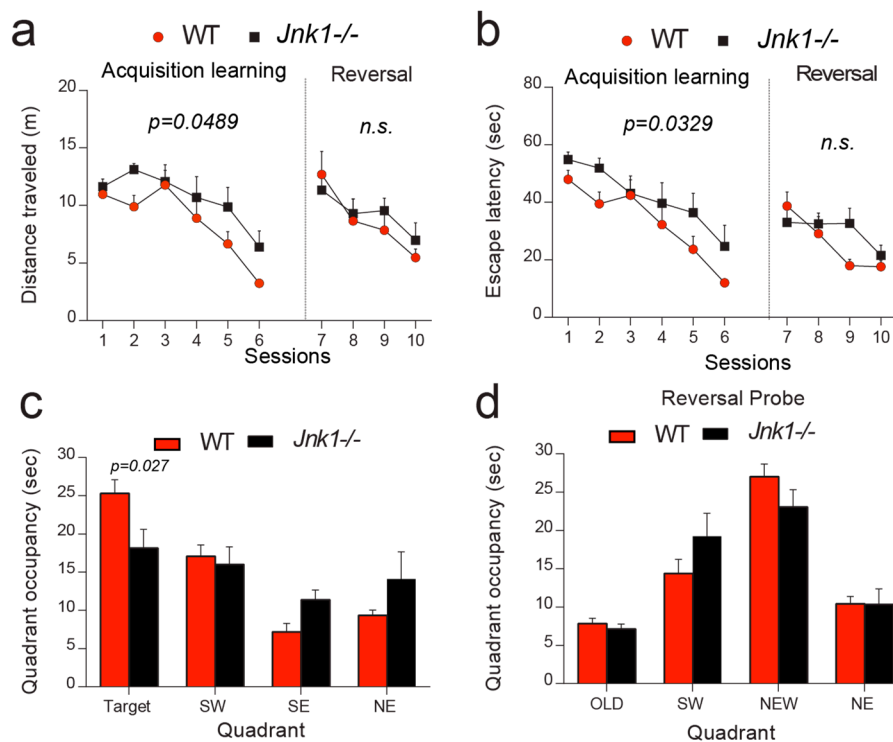 a
WT Jnk1-/-
Acquisition learning Reversal
p=0.0489 n.s.
Distance traveled (m)
20
15
10
5
0
1 2 3 4 5 6 7 8 9 10
Sessions
b
WT Jnk1-/-
Acquisition learning Reversal
p=0.0329 n.s.
Escape latency (sec)
80
60
40
20
0
1 2 3 4 5 6 7 8 9 10
Sessions
c
WT Jnk1-/-
p=0.027
Quadrant occupancy (sec)
30
25
20
15
10
5
0
Target SW SE NE
Quadrant
d
Reversal Probe
WT Jnk1-/-
Quadrant occupancy (sec)
30
25
20
15
10
5
0
OLD SW NEW NE
Quadrant